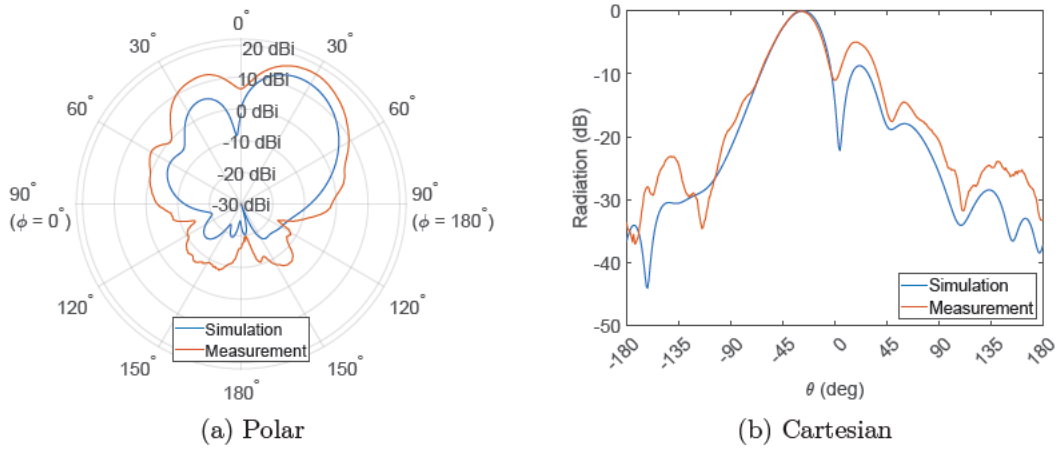 0°
30°
30°
60°
60°
90°
(ϕ = 0°)
90°
(ϕ = 180°)
120°
120°
150°
150°
180°
20 dBi
10 dBi
0 dBi
-10 dBi
-20 dBi
-30 dBi
Simulation
Measurement
(a) Polar
Radiation (dB)
0
-10
-20
-30
-40
-50
-180
-135
-90
-45
0
45
90
135
180
θ (deg)
Simulation
Measurement
(b) Cartesian